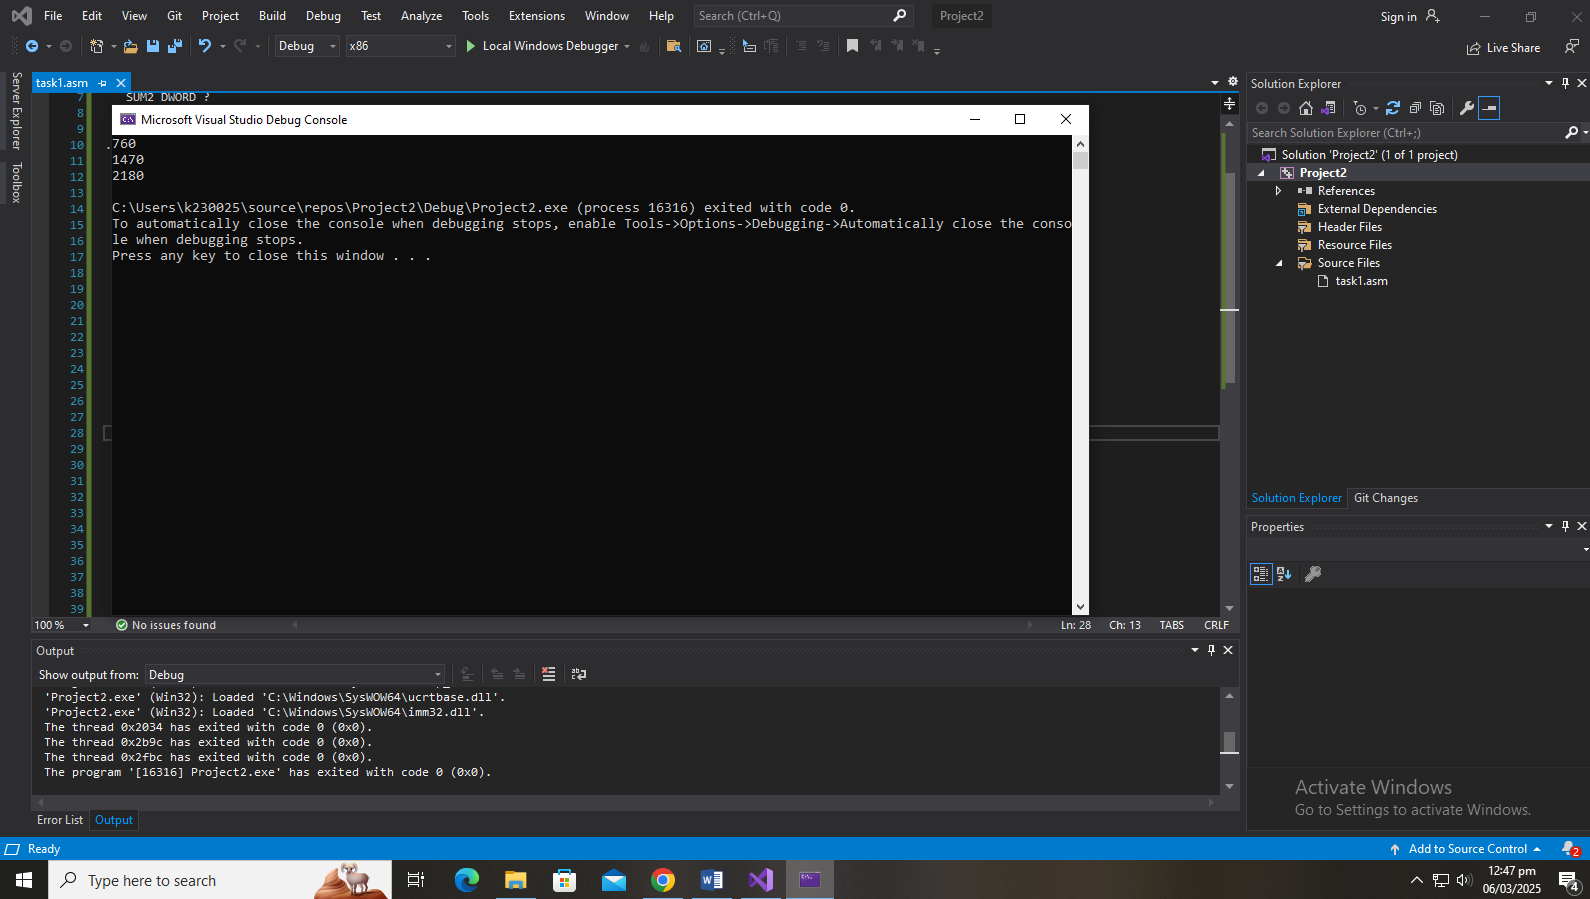 File Edit View Git Project Build Debug Test Analyze Tools Extensions Window Help Search (Ctrl+Q) Project2 Sign in
Debug x86 Local Windows Debugger Live Share
Server Explorer
Toolbox
task1.asm
7 SUM2 DWORD ?
8
9
10
11
12
13
14
15
16
17
18
19
20
21
22
23
24
25
26
27
28
29
30
31
32
33
34
35
36
37
38
39
Microsoft Visual Studio Debug Console
760
1470
2180
C:\Users\k230025\source\repos\Project2\Debug\Project2.exe (process 16316) exited with code 0.
To automatically close the console when debugging stops, enable Tools->Options->Debugging->Automatically close the conso
le when debugging stops.
Press any key to close this window . . .
100 % No issues found Ln: 28 Ch: 13 TABS CRLF
Output
Show output from: Debug
'Project2.exe' (Win32): Loaded 'C:\Windows\SysWOW64\ucrtbase.dll'.
'Project2.exe' (Win32): Loaded 'C:\Windows\SysWOW64\imm32.dll'.
The thread 0x2034 has exited with code 0 (0x0).
The thread 0x2b9c has exited with code 0 (0x0).
The thread 0x2fbc has exited with code 0 (0x0).
The program '[16316] Project2.exe' has exited with code 0 (0x0).
Error List Output
Solution Explorer
Search Solution Explorer (Ctrl+;)
Solution 'Project2' (1 of 1 project)
Project2
References
External Dependencies
Header Files
Resource Files
Source Files
task1.asm
Solution Explorer Git Changes
Properties
Activate Windows
Go to Settings to activate Windows.
Ready Add to Source Control 2
Type here to search
12:47 pm
06/03/2025
4